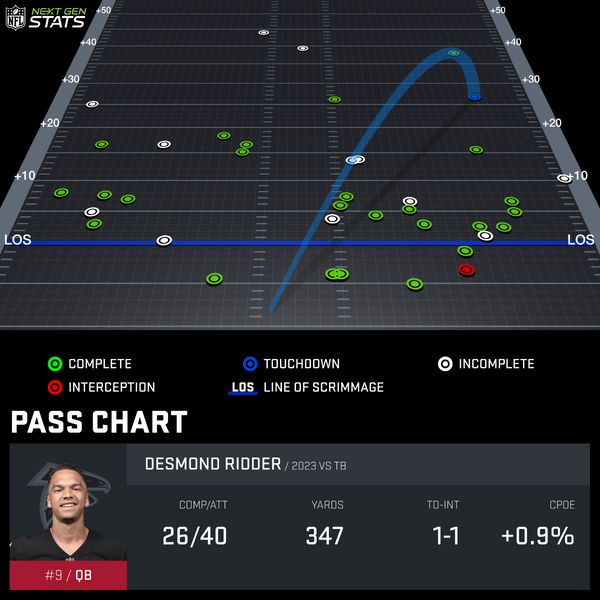 NFL
NEXT GEN
STATS
+50 +50
+40 +40
+30 +30
+20 +20
+10 +10
LOS LOS
COMPLETE TOUCHDOWN INCOMPLETE
INTERCEPTION LOS LINE OF SCRIMMAGE
PASS CHART
DESMOND RIDDER / 2023 VS TB
COMP/ATT YARDS TD-INT CPOE
26/40 347 1-1 +0.9%
#9 / QB